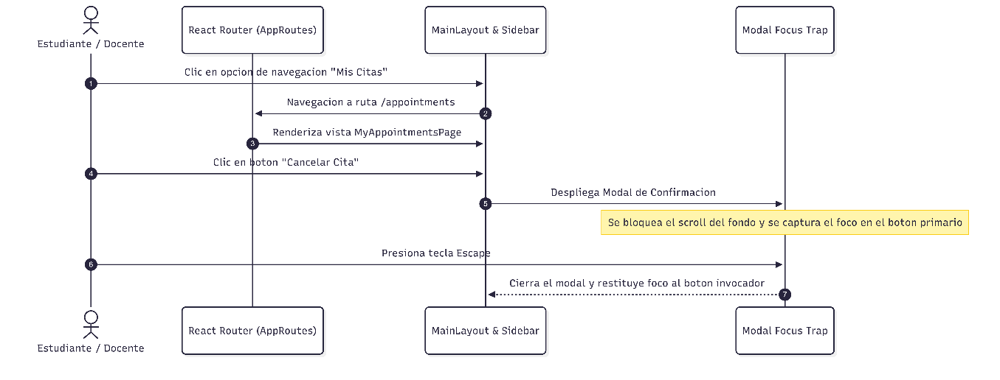 Estudiante / Docente
React Router (AppRoutes)
MainLayout & Sidebar
Modal Focus Trap
Clic en opcion de navegacion "Mis Citas"
1
Navegacion a ruta /appointments
2
Renderiza vista MyAppointmentsPage
3
Clic en boton "Cancelar Cita"
4
Despliega Modal de Confirmacion
5
Se bloquea el scroll del fondo y se captura el foco en el boton primario
Presiona tecla Escape
6
Cierra el modal y restituye foco al boton invocador
7
Estudiante / Docente
React Router (AppRoutes)
MainLayout & Sidebar
Modal Focus Trap